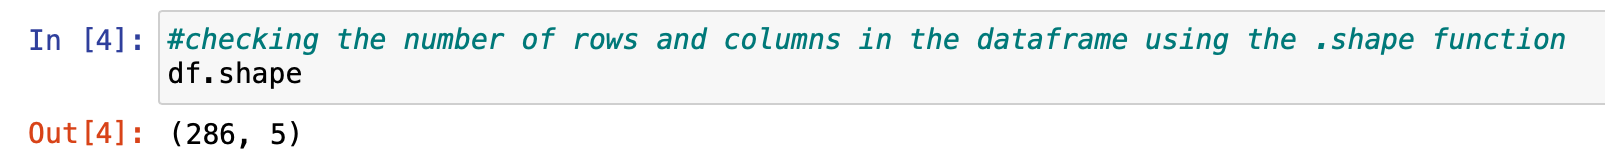 In [4]: #checking the number of rows and columns in the dataframe using the .shape function
df.shape
Out[4]: (286, 5)